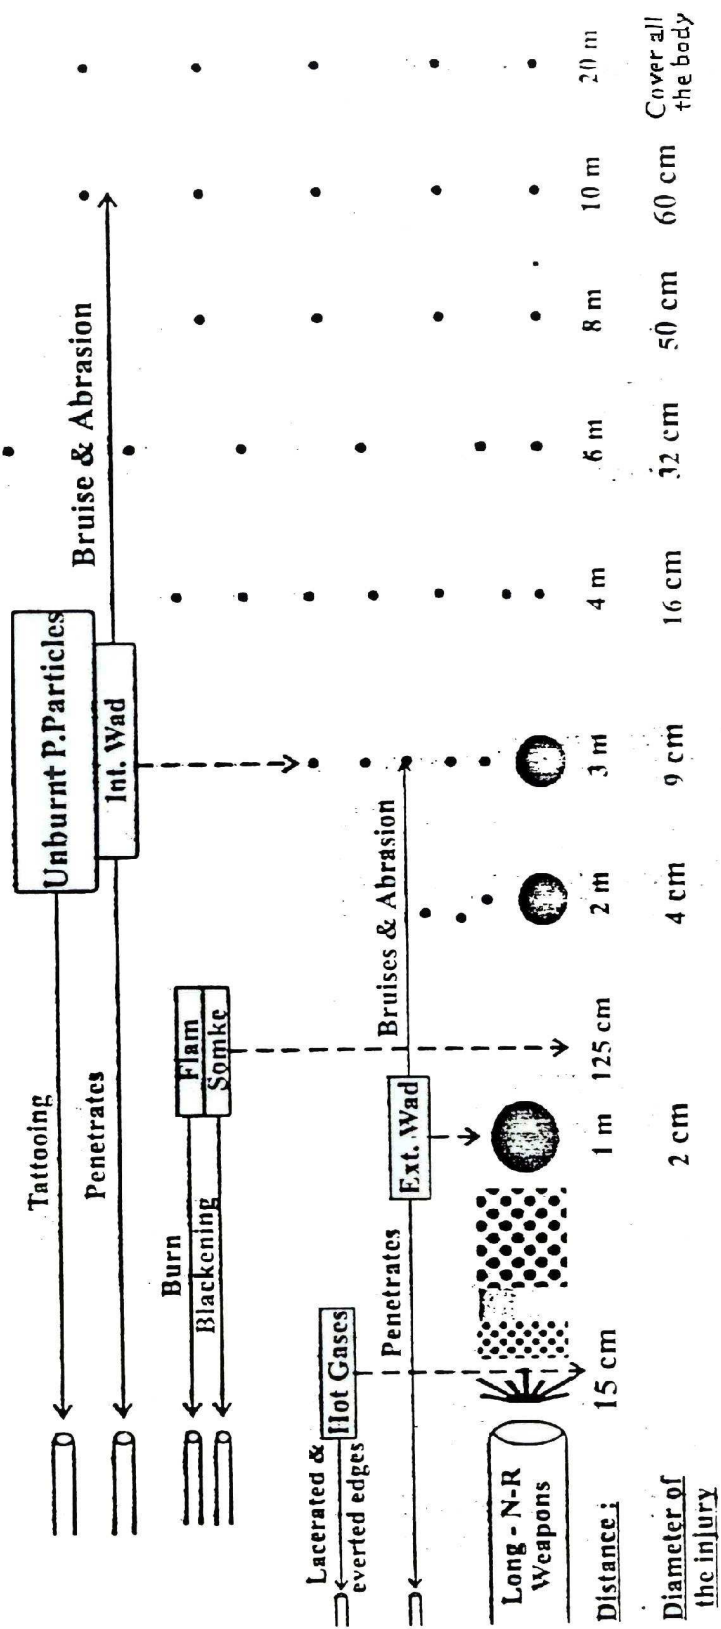 Unburnt P.Particles
Tattooing
Int. Wad
Bruise & Abrasion
Penetrates
Flam
Somke
Burn
Blackening
Hot Gases
Lacerated &
everted edges
Ext. Wad
Bruises & Abrasion
Penetrates
Long - N-R
Weapons
Distance :
15 cm
1 m
125 cm
2 m
3 m
4 m
6 m
8 m
10 m
20 m
Diameter of
the injury
2 cm
4 cm
9 cm
16 cm
32 cm
50 cm
60 cm
Cover all
the body